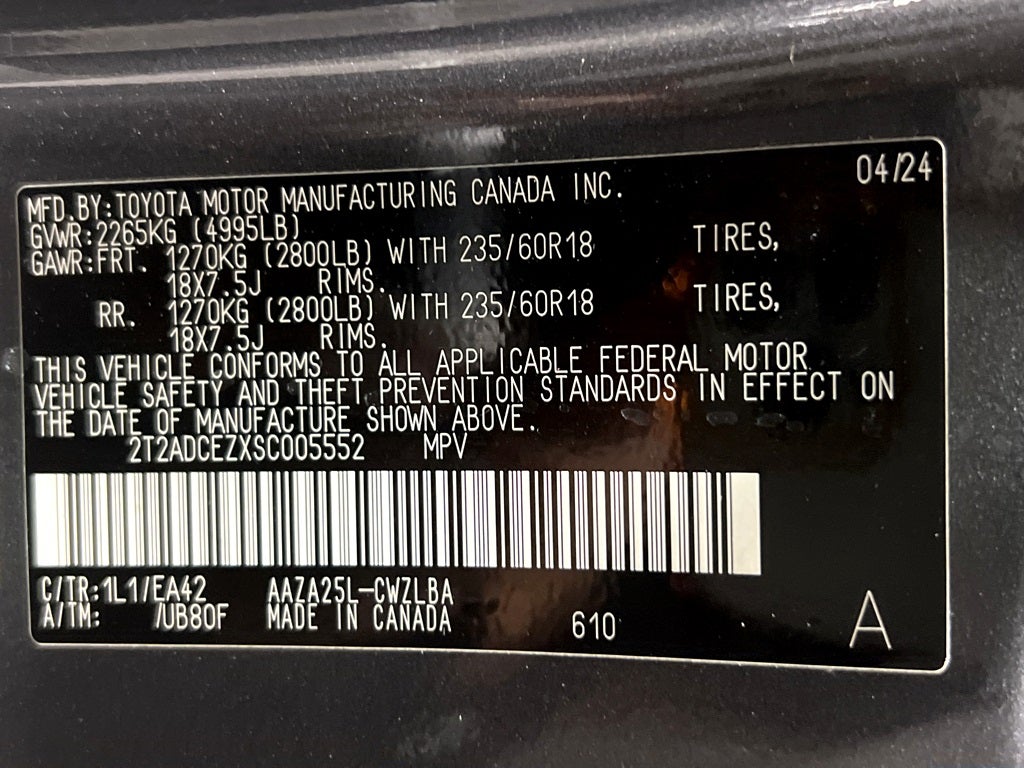 04/24
MFD.BY:TOYOTA MOTOR MANUFACTURING CANADA INC.
GVWR:2265KG (4995LB)
GAWR:FRT. 1270KG (2800LB) WITH 235/60R18 TIRES,
18X7.5J RIMS.
RR. 1270KG (2800LB) WITH 235/60R18 TIRES,
18X7.5J RIMS.
THIS VEHICLE CONFORMS TO ALL APPLICABLE FEDERAL MOTOR
VEHICLE SAFETY AND THEFT PREVENTION STANDARDS IN EFFECT ON
THE DATE OF MANUFACTURE SHOWN ABOVE.
2T2ADCEZXSC005552 MPV
C/TR:1L1/EA42 AAZA25L-CWZLBA
A/TM: /UB80F MADE IN CANADA 610 A